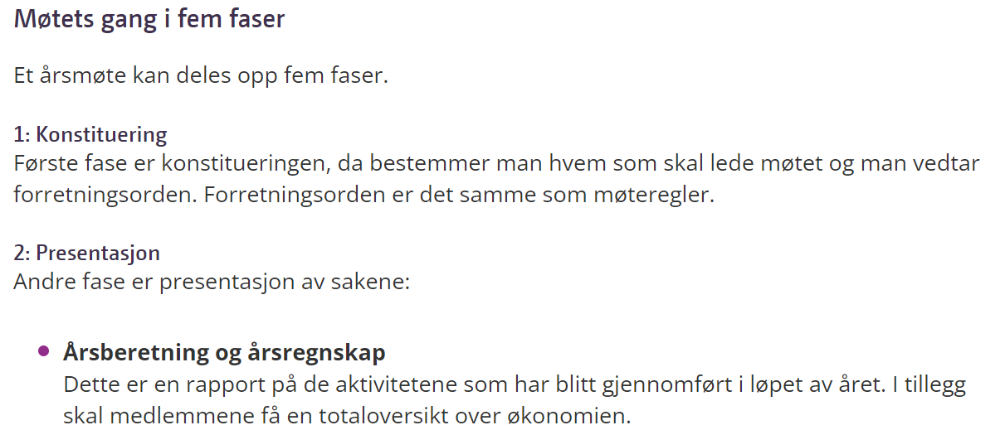 Møtets gang i fem faser
Et årsmøte kan deles opp fem faser.
1: Konstituering
Første fase er konstitueringen, da bestemmer man hvem som skal lede møtet og man vedtar
forretningsorden. Forretningsorden er det samme som møteregler.
2: Presentasjon
Andre fase er presentasjon av sakene:
Årsberetning og årsregnskap
Dette er en rapport på de aktivitetene som har blitt gjennomført i løpet av året. I tillegg
skal medlemmene få en totaloversikt over økonomien.